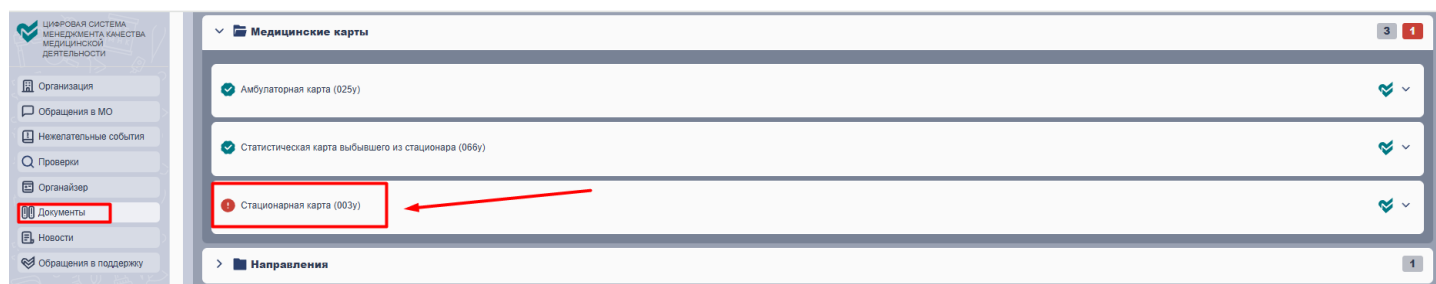 ЦИФРОВАЯ СИСТЕМА
МЕНЕДЖМЕНТА КАЧЕСТВА
МЕДИЦИНСКОЙ
ДЕЯТЕЛЬНОСТИ
Организация
Обращения в МО
Нежелательные события
Проверки
Органайзер
Документы
Новости
Обращения в поддержку
Медицинские карты 3 1
Амбулаторная карта (025у)
Статистическая карта выбывшего из стационара (066у)
Стационарная карта (003у)
Направления 1